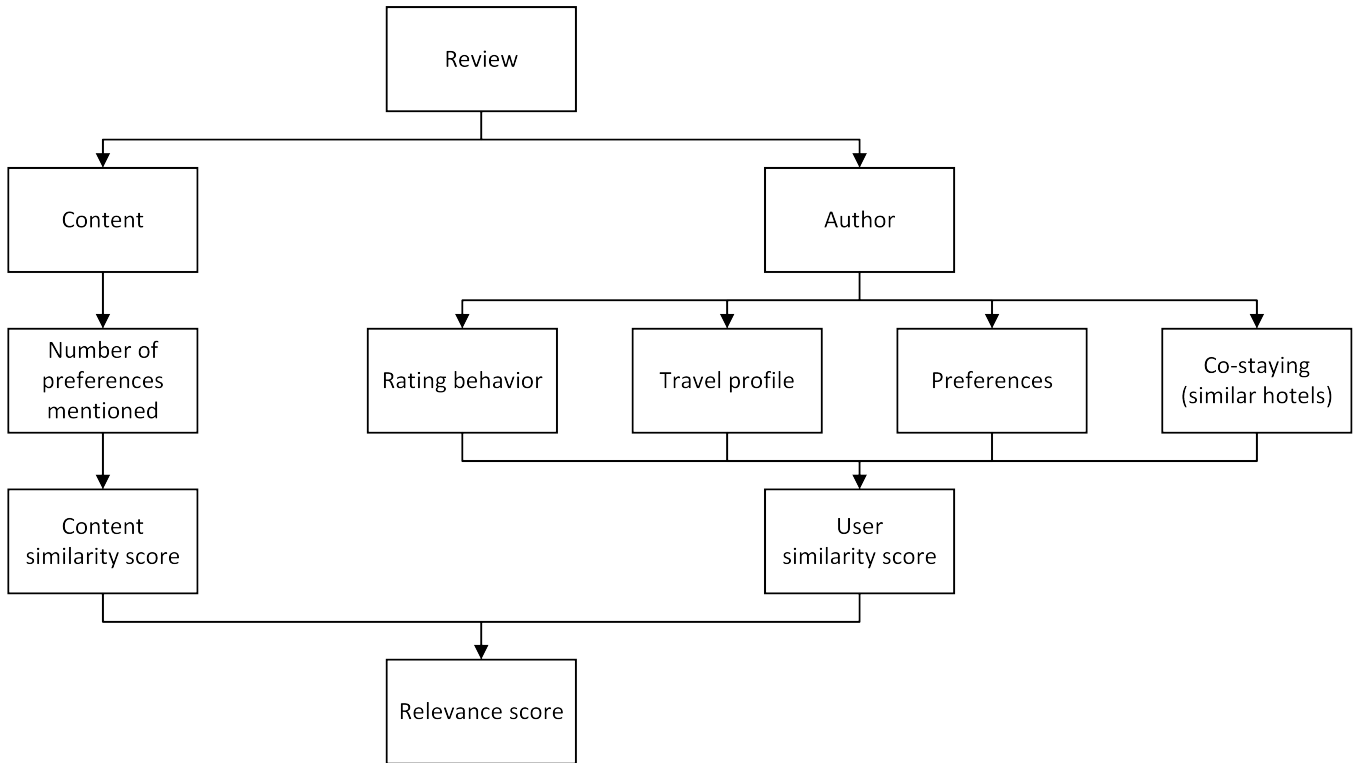 Review
Content
Author
Number of
preferences
mentioned
Rating behavior
Travel profile
Preferences
Co-staying
(similar hotels)
Content
similarity score
User
similarity score
Relevance score